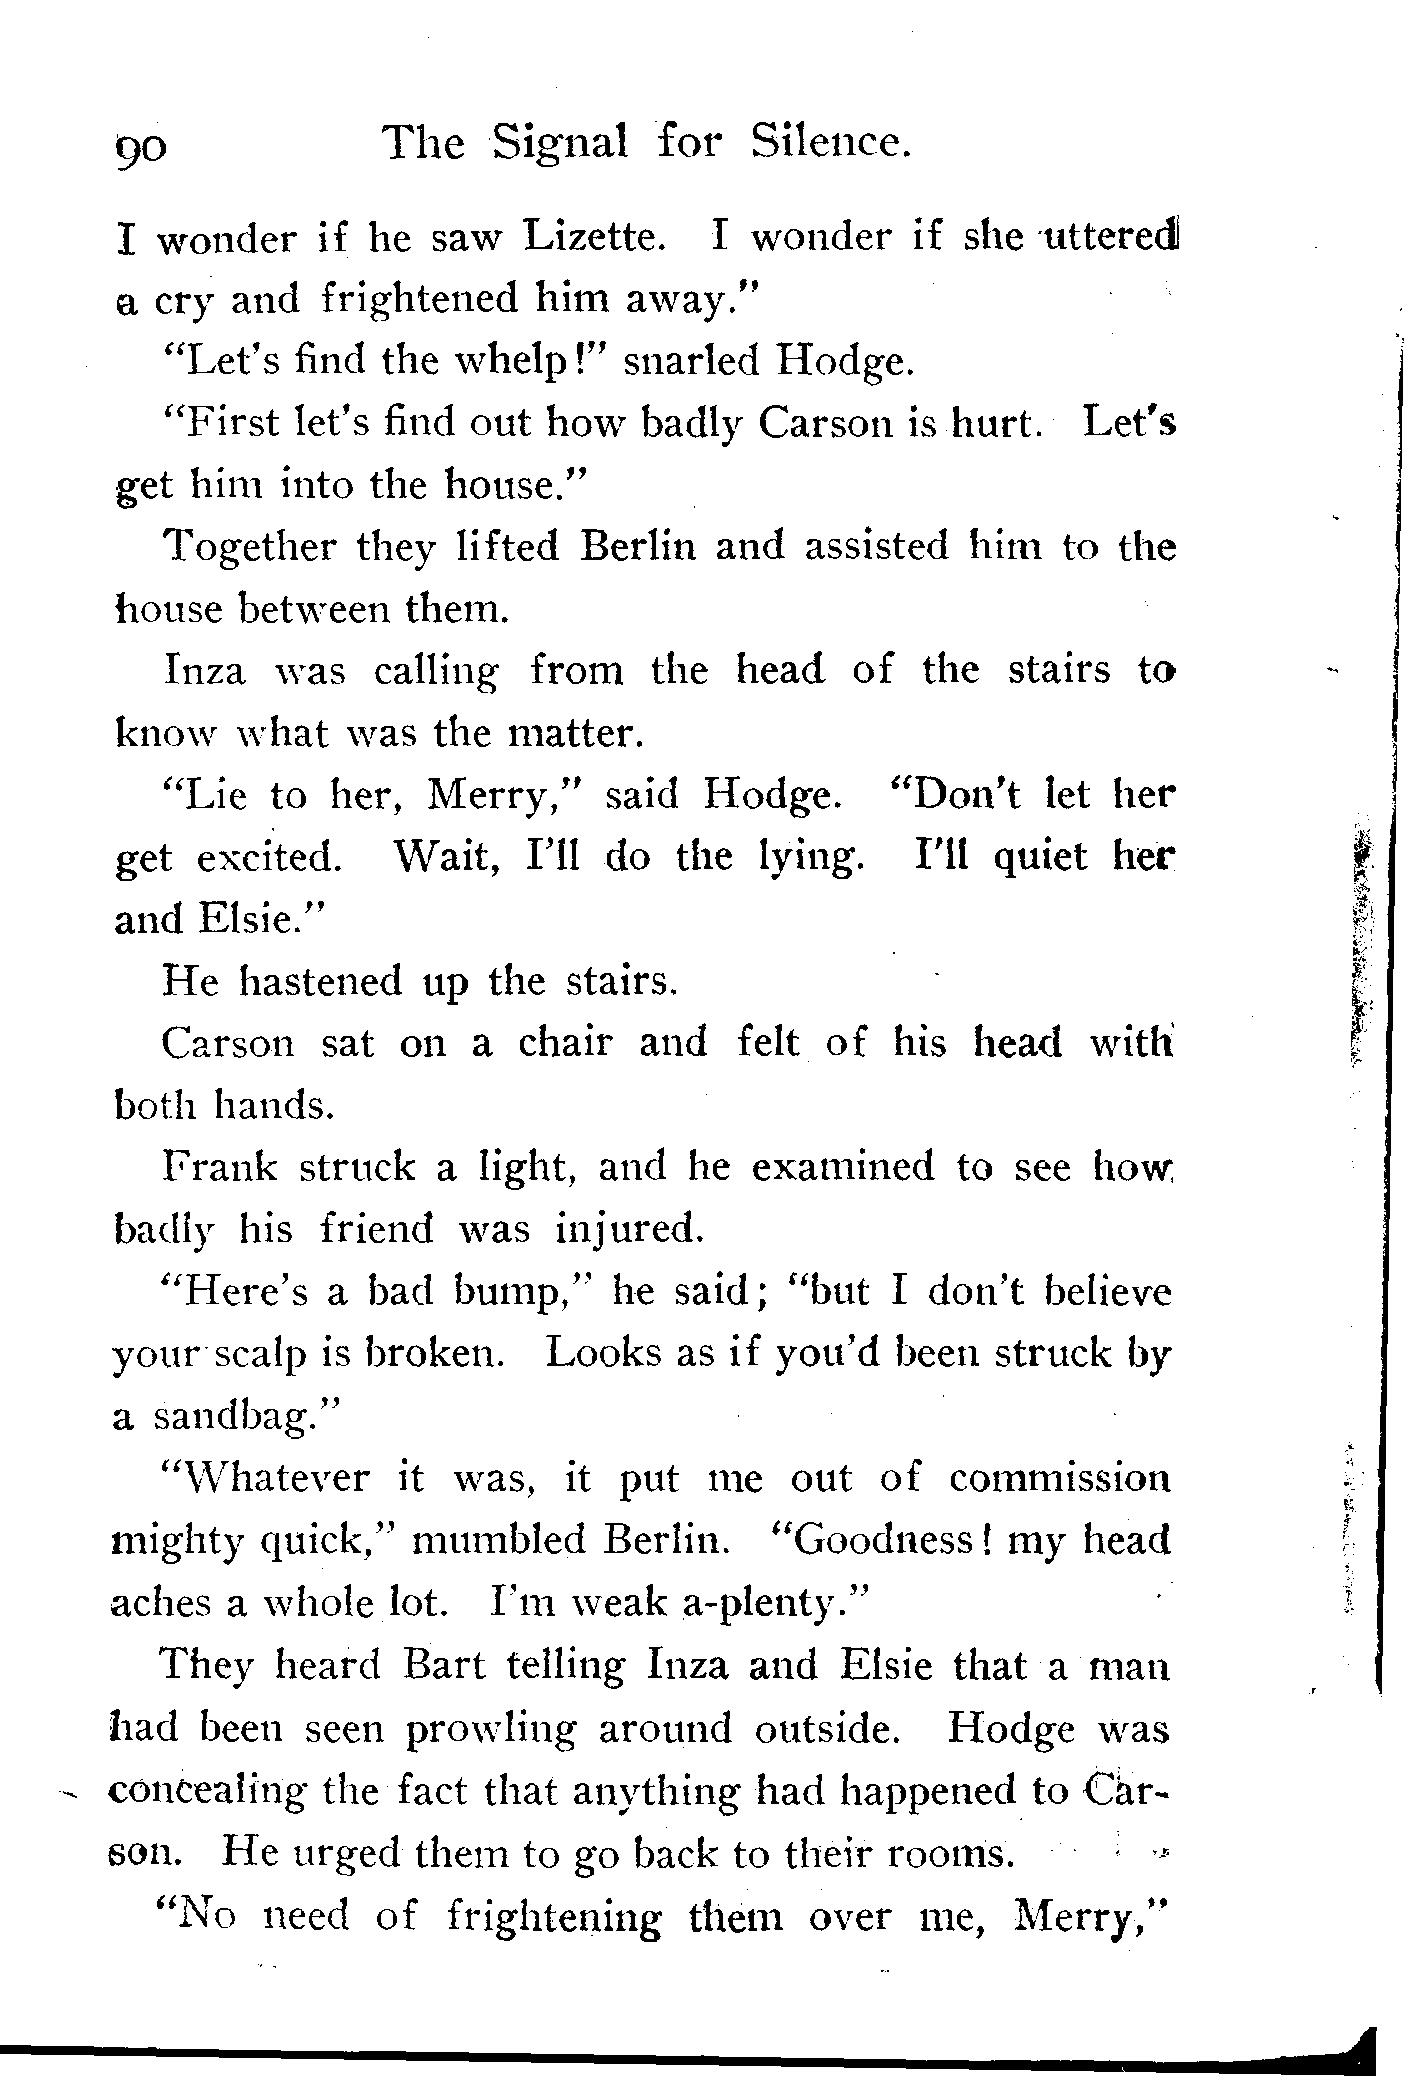 90 The Signal for Silence.
I wonder if he saw Lizette. I wonder if she uttered
a cry and frightened him away."
"Let's find the whelp!" snarled Hodge.
"First let's find out how badly Carson is hurt. Let's
get him into the house."
Together they lifted Berlin and assisted him to the
house between them.
Inza was calling from the head of the stairs to
know what was the matter.
"Lie to her, Merry," said Hodge. "Don't let her
get excited. Wait, I'll do the lying. I'll quiet her
and Elsie."
He hastened up the stairs.
Carson sat on a chair and felt of his head with
both hands.
Frank struck a light, and he examined to see how
badly his friend was injured.
"Here's a bad bump," he said; "but I don't believe
your scalp is broken. Looks as if you'd been struck by
a sandbag."
"Whatever it was, it put me out of commission
mighty quick," mumbled Berlin. "Goodness! my head
aches a whole lot. I'm weak a-plenty."
They heard Bart telling Inza and Elsie that a man
had been seen prowling around outside. Hodge was
concealing the fact that anything had happened to Car-
son. He urged them to go back to their rooms.
"No need of frightening them over me, Merry,"